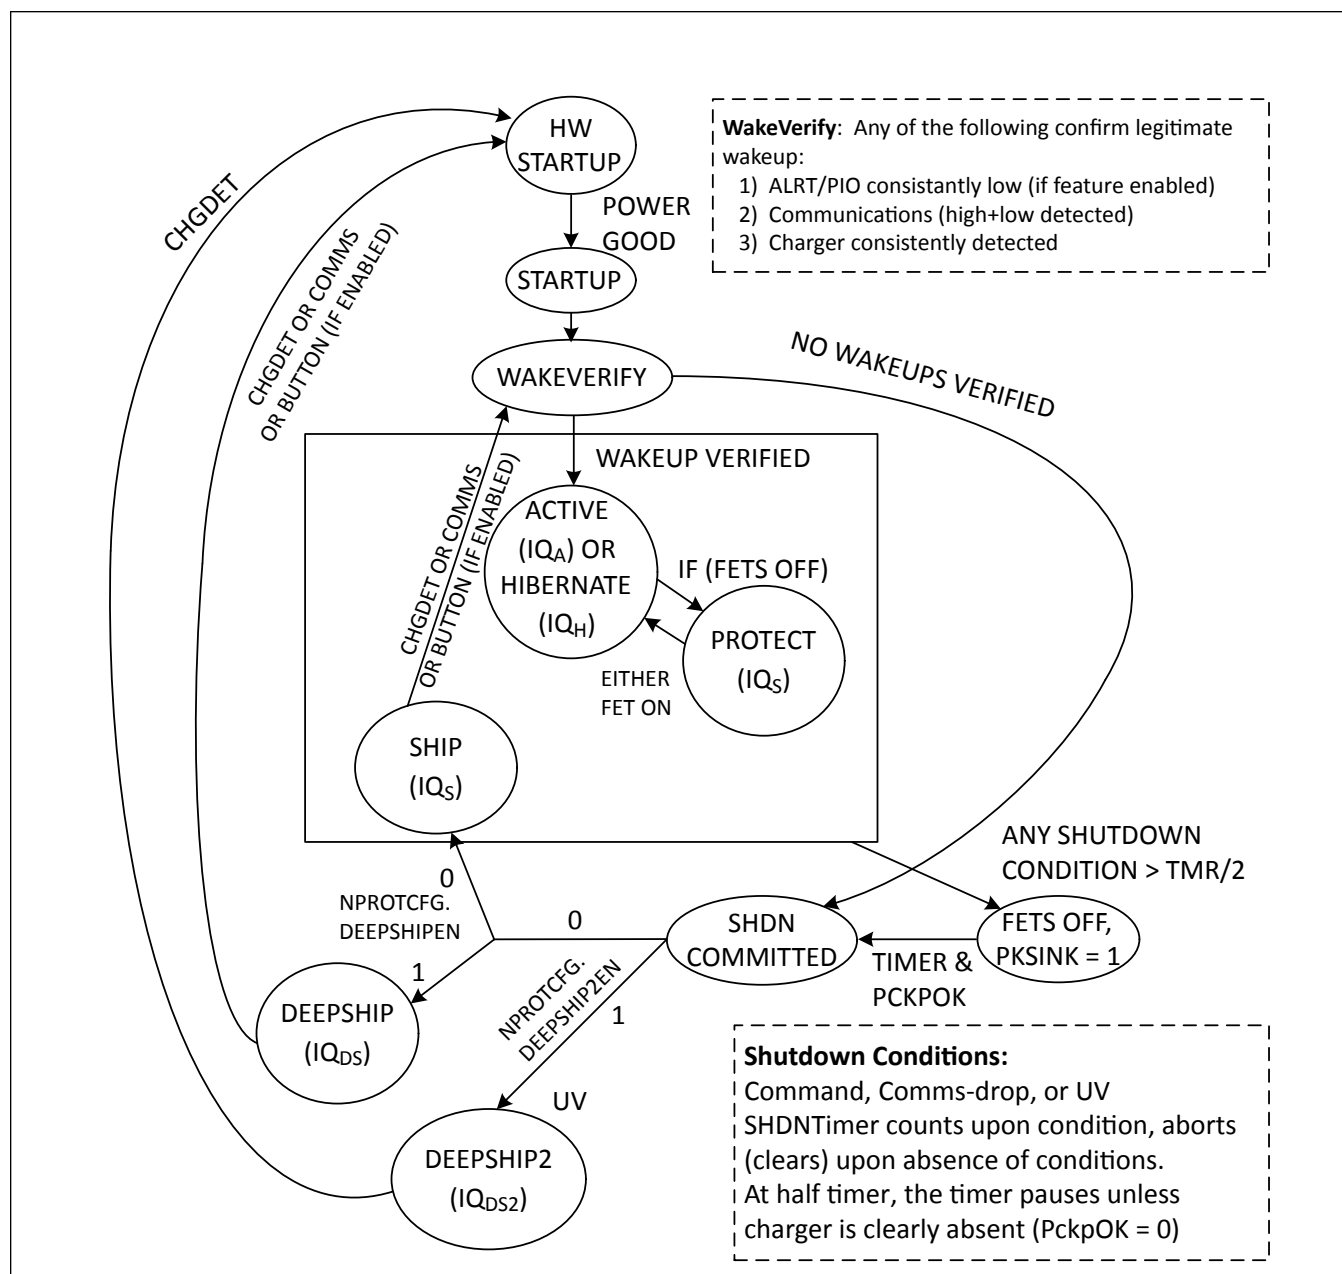 HW
STARTUP
POWER
GOOD
STARTUP
WAKEVERIFY
WakeVerify: Any of the following confirm legitimate
wakeup:
1) ALRT/PIO consistantly low (if feature enabled)
2) Communications (high+low detected)
3) Charger consistently detected
CHGDET
CHGDET OR COMMS
OR BUTTON (IF ENABLED)
NO WAKEUPS VERIFIED
WAKEUP VERIFIED
CHGDET OR COMMS
OR BUTTON (IF ENABLED)
ACTIVE
(IQA) OR
HIBERNATE
(IQH)
IF (FETS OFF)
PROTECT
(IQS)
EITHER
FET ON
SHIP
(IQS)
ANY SHUTDOWN
CONDITION > TMR/2
0
NPROTCFG.
DEEPSHIPEN
1
0
SHDN
COMMITTED
TIMER &
PCKPOK
FETS OFF,
PKSINK = 1
DEEPSHIP
(IQDS)
NPROTCFG.
DEEPSHIP2EN
1
UV
DEEPSHIP2
(IQDS2)
Shutdown Conditions:
Command, Comms-drop, or UV
SHDNTimer counts upon condition, aborts
(clears) upon absence of conditions.
At half timer, the timer pauses unless
charger is clearly absent (PckpOK = 0)